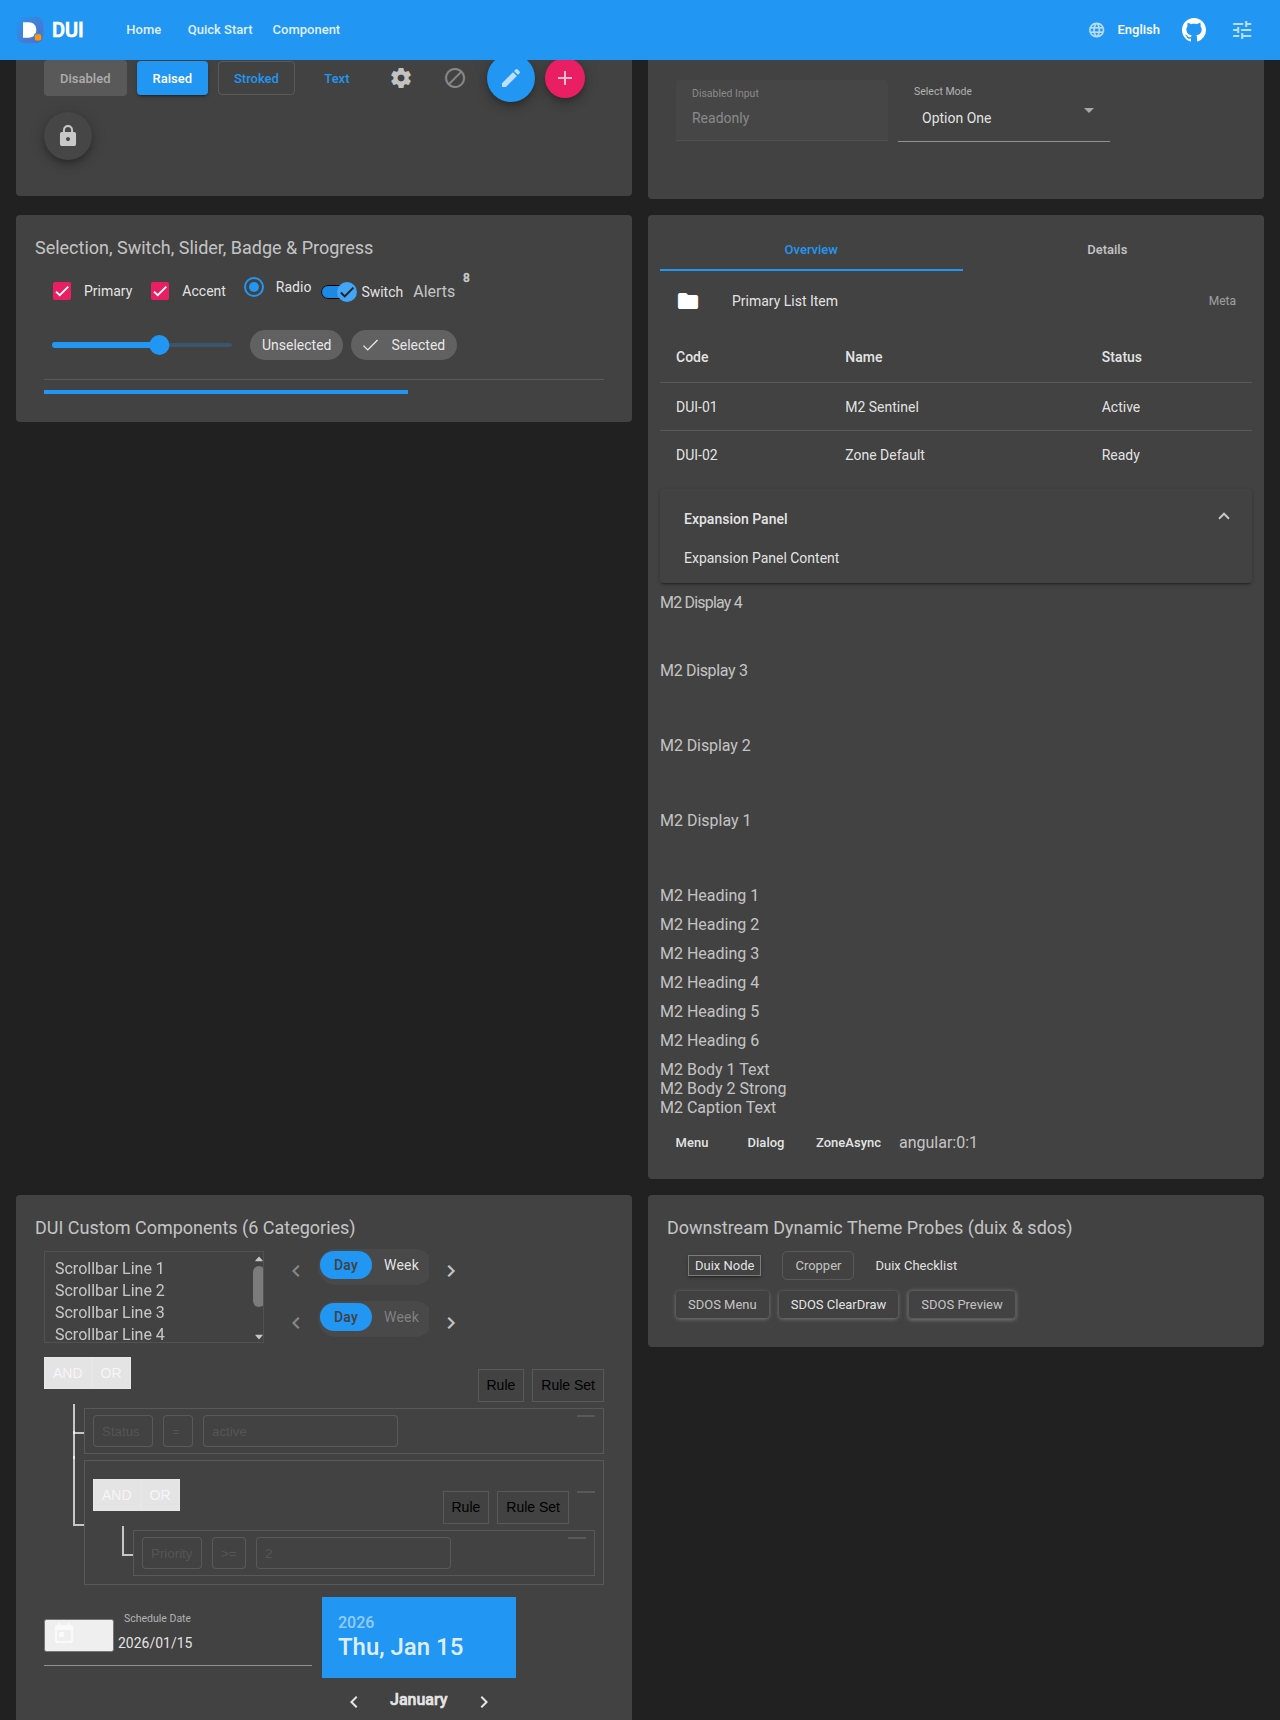 DUI
Home
Quick Start
Component
English
Disabled
Raised
Stroked
Text
Disabled Input
Readonly
Select Mode
Option One
Selection, Switch, Slider, Badge & Progress
Primary
Accent
Radio
Switch
Alerts
8
Unselected
Selected
Overview
Details
Primary List Item
Meta
Code
Name
Status
DUI-01
M2 Sentinel
Active
DUI-02
Zone Default
Ready
Expansion Panel
Expansion Panel Content
M2 Display 4
M2 Display 3
M2 Display 2
M2 Display 1
M2 Heading 1
M2 Heading 2
M2 Heading 3
M2 Heading 4
M2 Heading 5
M2 Heading 6
M2 Body 1 Text
M2 Body 2 Strong
M2 Caption Text
Menu
Dialog
ZoneAsync
angular:0:1
DUI Custom Components (6 Categories)
Scrollbar Line 1
Scrollbar Line 2
Scrollbar Line 3
Scrollbar Line 4
Day
Week
Day
Week
AND
OR
Rule
Rule Set
Status
=
active
AND
OR
Rule
Rule Set
Priority
>=
2
Schedule Date
2026/01/15
2026
Thu, Jan 15
January
Downstream Dynamic Theme Probes (duix & sdos)
Duix Node
Cropper
Duix Checklist
SDOS Menu
SDOS ClearDraw
SDOS Preview